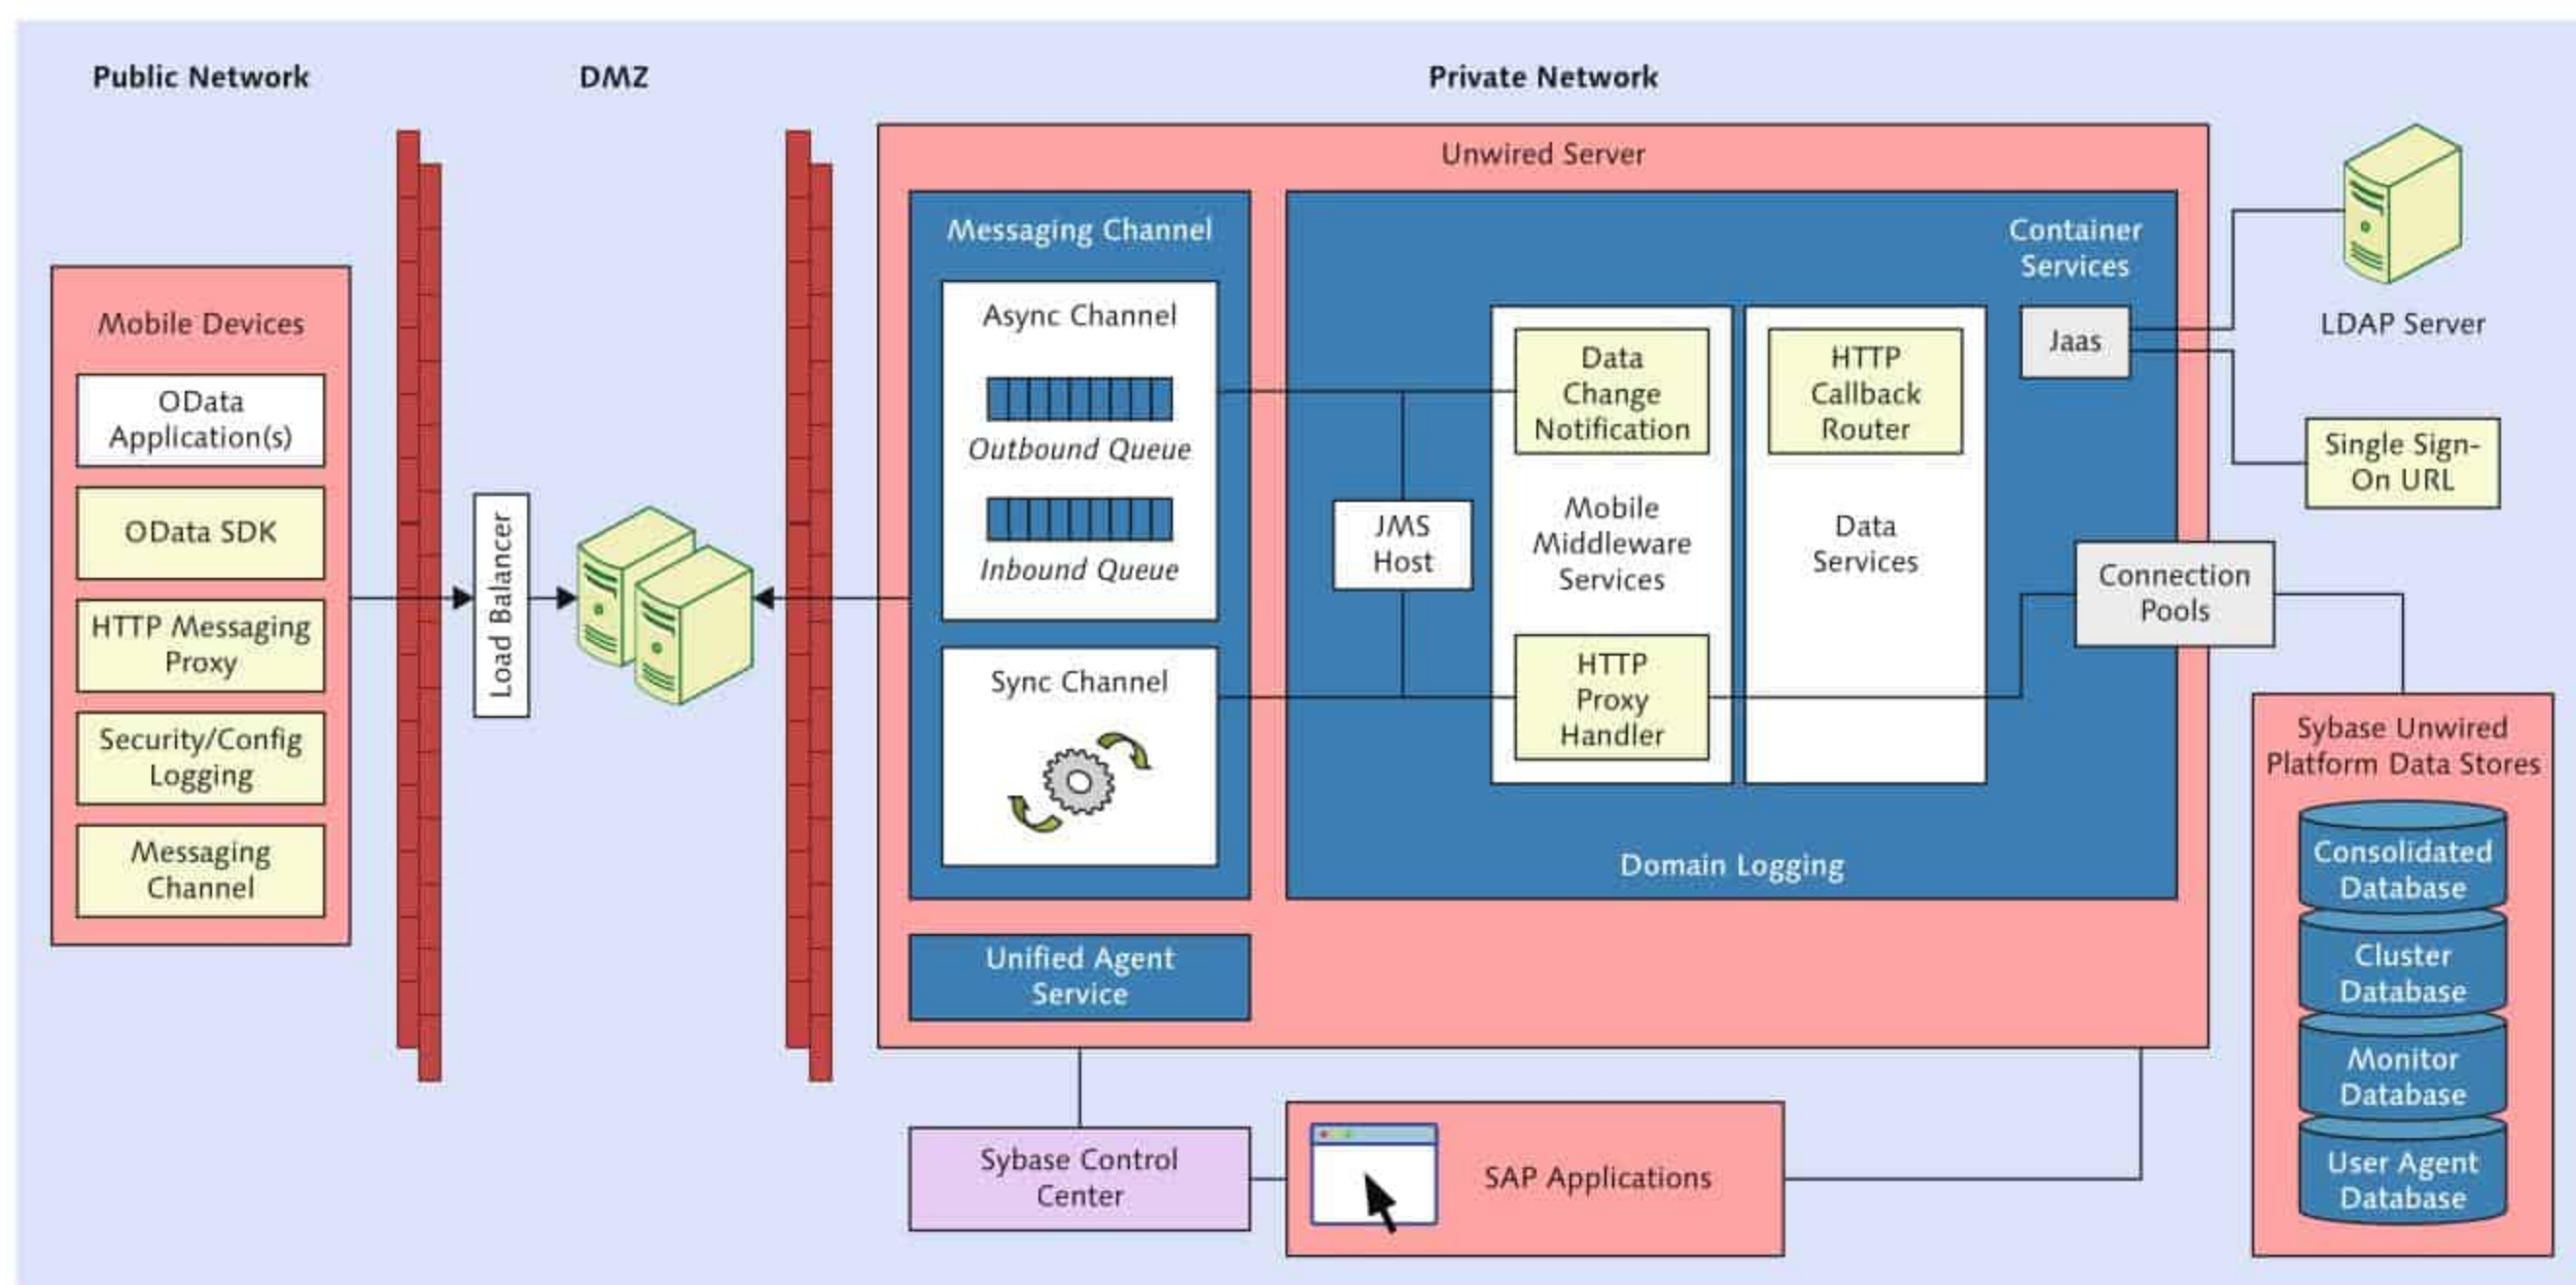 Public Network
DMZ
Private Network
Mobile Devices
OData
Application(s)
OData SDK
HTTP Messaging
Proxy
Security/Config
Logging
Messaging
Channel
Load Balancer
Unwired Server
Messaging Channel
Async Channel
Outbound Queue
Inbound Queue
Sync Channel
Unified Agent
Service
Container
Services
Jaas
Data
Change
Notification
Mobile
Middleware
Services
HTTP
Proxy
Handler
HTTP
Callback
Router
Data
Services
JMS
Host
Domain Logging
LDAP Server
Single Sign-
On URL
Connection
Pools
Sybase Unwired
Platform Data Stores
Consolidated
Database
Cluster
Database
Monitor
Database
User Agent
Database
Sybase Control
Center
SAP Applications